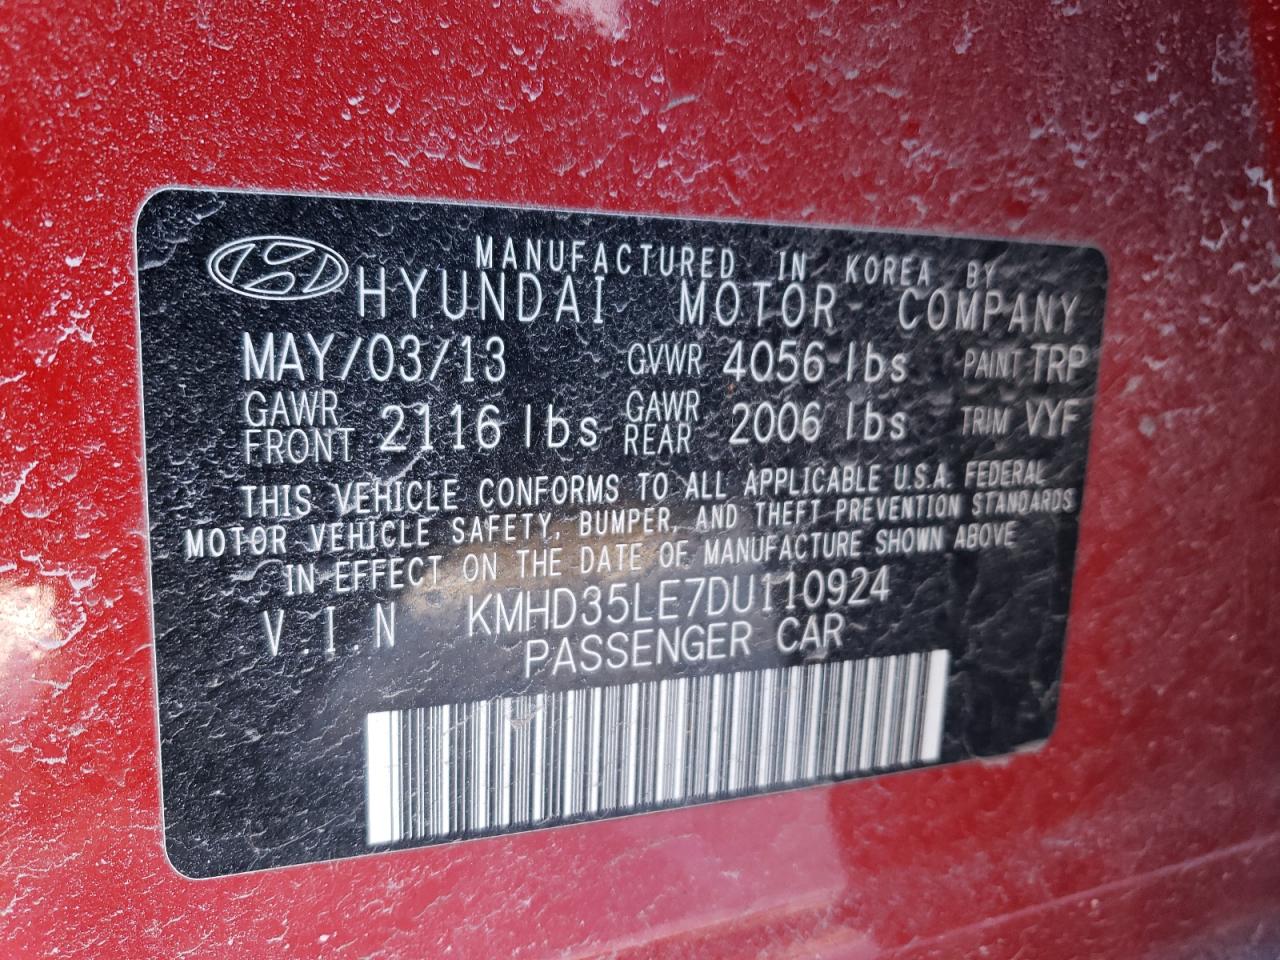 MANUFACTURED IN KOREA BY
HYUNDAI MOTOR COMPANY
MAY/03/13 GVWR 4056 lbs PAINT TRP
GAWR FRONT 2116 lbs GAWR REAR 2006 lbs TRIM VYF
THIS VEHICLE CONFORMS TO ALL APPLICABLE U.S.A. FEDERAL
MOTOR VEHICLE SAFETY, BUMPER, AND THEFT PREVENTION STANDARDS
IN EFFECT ON THE DATE OF MANUFACTURE SHOWN ABOVE
V.I.N KMHD35LE7DU110924
PASSENGER CAR